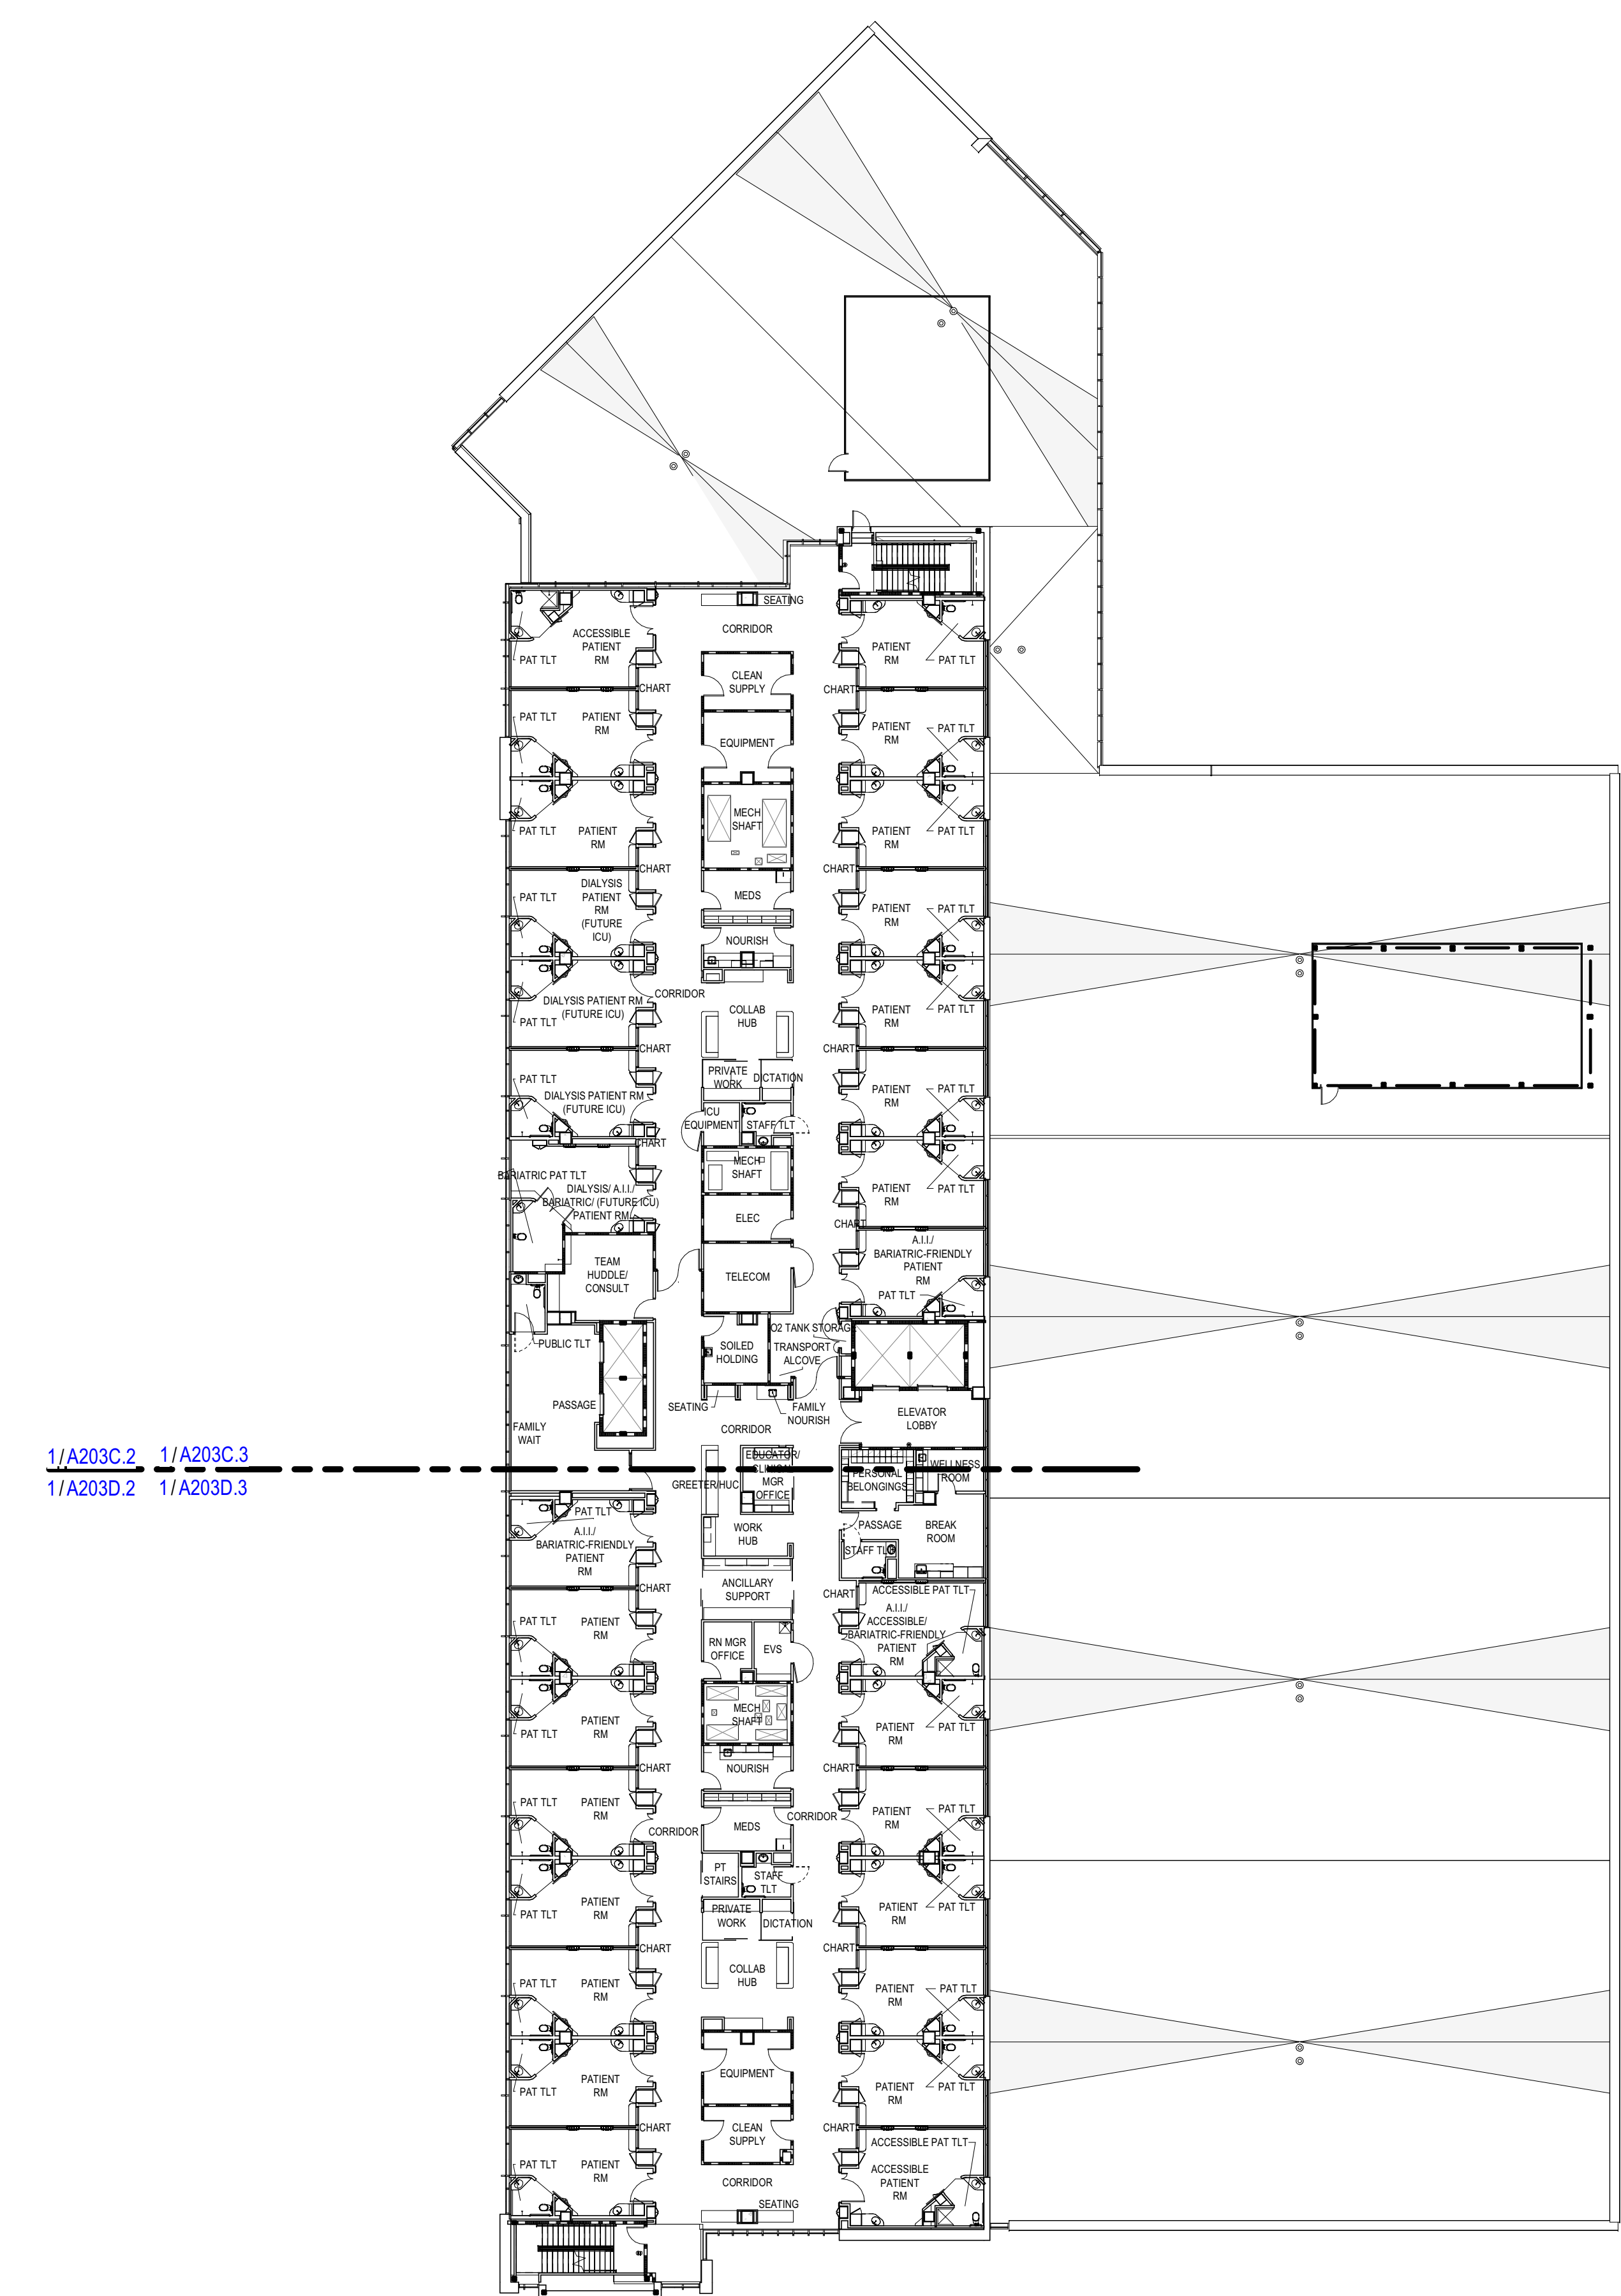 SEATING
CORRIDOR
ACCESSIBLE
PATIENT
RM
PAT TLT
PATIENT
RM
PAT TLT
CLEAN
SUPPLY
CHART
CHART
PAT TLT
PATIENT
RM
EQUIPMENT
PATIENT
RM
PAT TLT
MECH
SHAFT
PAT TLT
PATIENT
RM
PATIENT
RM
PAT TLT
CHART
CHART
DIALYSIS
PATIENT
RM
(FUTURE
ICU)
PAT TLT
MEDS
PATIENT
RM
PAT TLT
NOURISH
CORRIDOR
DIALYSIS PATIENT RM
(FUTURE ICU)
PAT TLT
COLLAB
HUB
PATIENT
RM
PAT TLT
CHART
CHART
PAT TLT
DIALYSIS PATIENT RM
(FUTURE ICU)
PRIVATE
WORK
DICTATION
PATIENT
RM
PAT TLT
ICU
EQUIPMENT
STAFF TLT
CHART
MECH
SHAFT
BARIATRIC PAT TLT
DIALYSIS/ A.I.I./
BARIATRIC/ (FUTURE ICU)
PATIENT RM
PATIENT
RM
PAT TLT
ELEC
CHART
A.I.I./
BARIATRIC-FRIENDLY
PATIENT
RM
PAT TLT
TEAM
HUDDLE/
CONSULT
TELECOM
PUBLIC TLT
SOILED
HOLDING
O2 TANK STORAGE
TRANSPORT
ALCOVE
PASSAGE
SEATING
FAMILY
NOURISH
ELEVATOR
LOBBY
FAMILY
WAIT
CORRIDOR
1/A203C.2
1/A203C.3
1/A203D.2
1/A203D.3
GREETER/HUC
EDUCATOR/
CLINICAL
MGR
OFFICE
PERSONAL
BELONGINGS
WELLNESS
ROOM
PAT TLT
A.I.I./
BARIATRIC-FRIENDLY
PATIENT
RM
WORK
HUB
PASSAGE
BREAK
ROOM
STAFF TLT
CHART
ANCILLARY
SUPPORT
CHART
ACCESSIBLE PAT TLT
A.I.I./
ACCESSIBLE/
BARIATRIC-FRIENDLY
PATIENT
RM
PAT TLT
PATIENT
RM
RN MGR
OFFICE
EVS
MECH
SHAFT
PAT TLT
PATIENT
RM
PATIENT
RM
PAT TLT
CHART
NOURISH
CHART
PAT TLT
PATIENT
RM
PATIENT
RM
PAT TLT
CORRIDOR
MEDS
CORRIDOR
PT
STAIRS
STAFF
TLT
PAT TLT
PATIENT
RM
PATIENT
RM
PAT TLT
PRIVATE
WORK
DICTATION
CHART
CHART
COLLAB
HUB
PAT TLT
PATIENT
RM
PATIENT
RM
PAT TLT
EQUIPMENT
PAT TLT
PATIENT
RM
PATIENT
RM
PAT TLT
CHART
CLEAN
SUPPLY
CHART
ACCESSIBLE PAT TLT
PAT TLT
PATIENT
RM
ACCESSIBLE
PATIENT
RM
CORRIDOR
SEATING